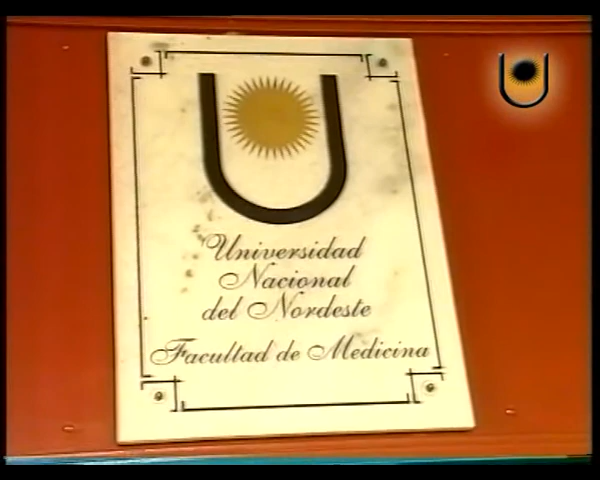 Universidad
Nacional
del Nordeste
Facultad de Medicina